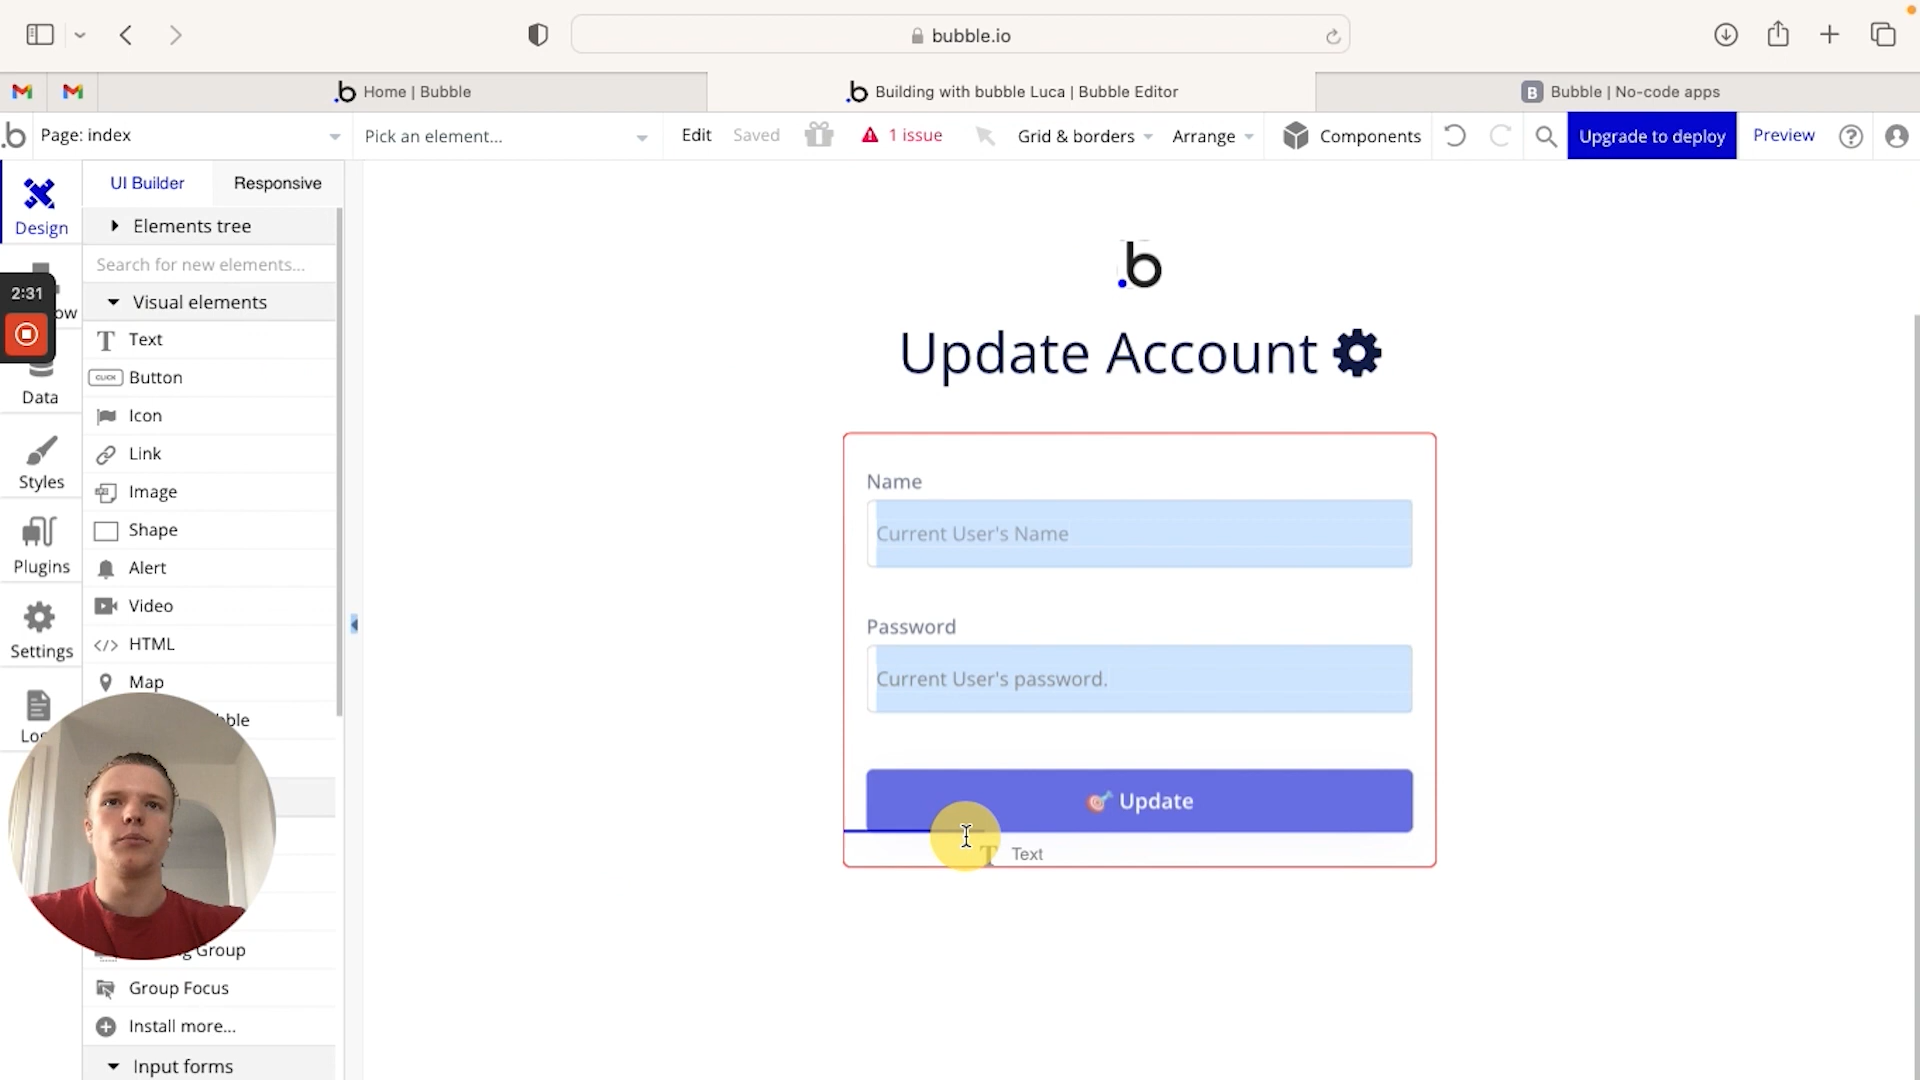 bubble.io
Home | Bubble
Building with bubble Luca | Bubble Editor
B Bubble | No-code apps
b Page: index
Pick an element...
Edit
Saved
1 issue
Grid & borders
Arrange
Components
Upgrade to deploy
Preview
?
UI Builder
Responsive
Design
Elements tree
Search for new elements...
2:31
ow
Visual elements
Text
CLICK Button
Data
Icon
Link
Styles
Image
Shape
Plugins
Alert
Video
Settings
</> HTML
Map
Lo
bble
Group
Group Focus
Install more...
Input forms
.b
Update Account
Name
Current User's Name
Password
Current User's password.
🎯 Update
T Text